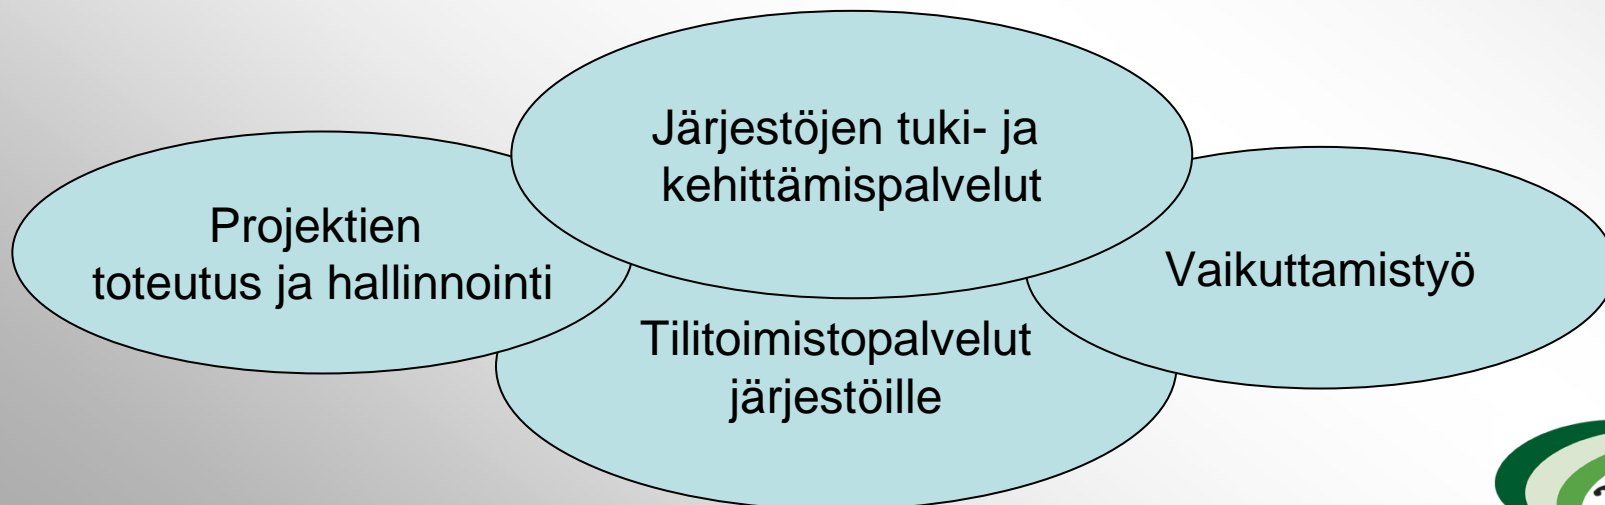 Järjestöjen tuki- ja
kehittämispalvelut
Projektien
toteutus ja hallinnointi
Vaikuttamistyö
Tilitoimistopalvelut
järjestöille